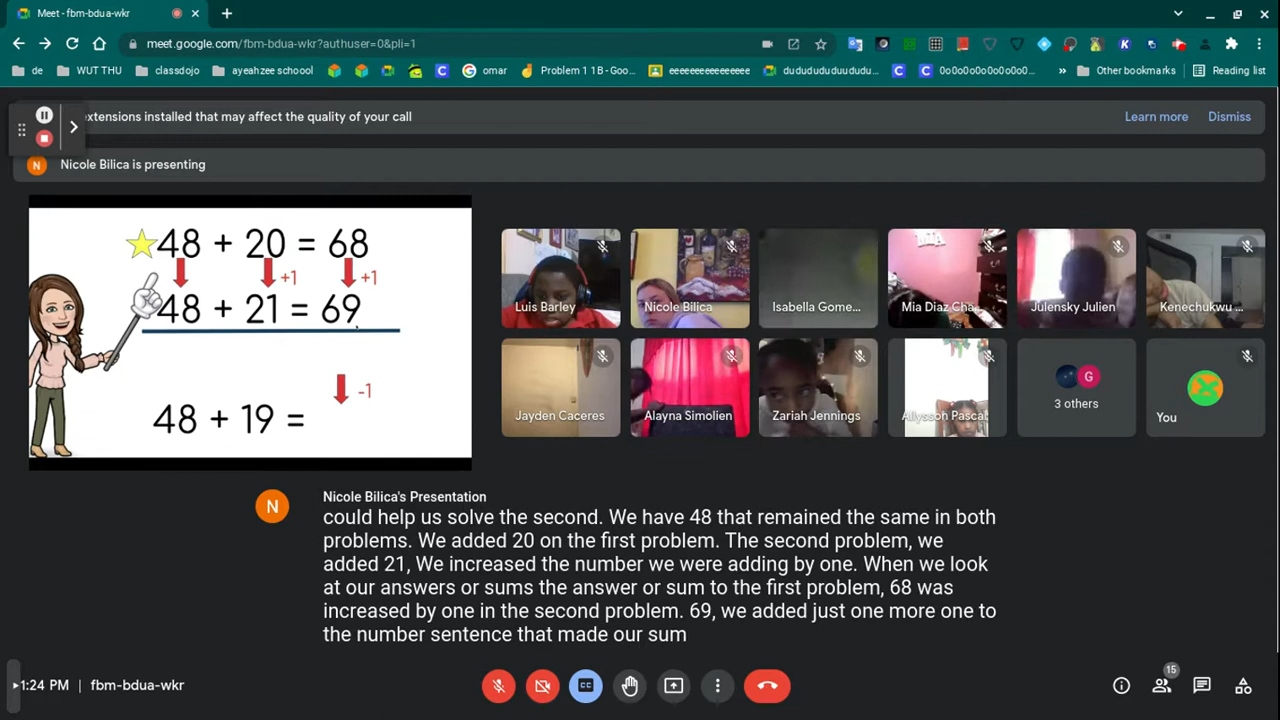 Meet - fbm-bdua-wkr
meet.google.com/fbm-bdua-wkr?authuser=0&pli=1
de WUT THU classdojo ayeahzee schoool omar Problem 1 1B - Goo... eeeeeeeeeeeeeee dududududuududu... 0o0o0o0o0o0o0o... » Other bookmarks Reading list
extensions installed that may affect the quality of your call Learn more Dismiss
N Nicole Bilica is presenting
48 + 20 = 68
+1 +1
48 + 21 = 69
-1
48 + 19 =
Luis Barley Nicole Bilica Isabella Gome... Mia Diaz Cha... Julensky Julien Kenechukwu ...
Jayden Caceres Alayna Simolien Zariah Jennings Allyssoh Pascal G 3 others You
N Nicole Bilica's Presentation
could help us solve the second. We have 48 that remained the same in both
problems. We added 20 on the first problem. The second problem, we
added 21, We increased the number we were adding by one. When we look
at our answers or sums the answer or sum to the first problem, 68 was
increased by one in the second problem. 69, we added just one more one to
the number sentence that made our sum
1:24 PM | fbm-bdua-wkr CC 15